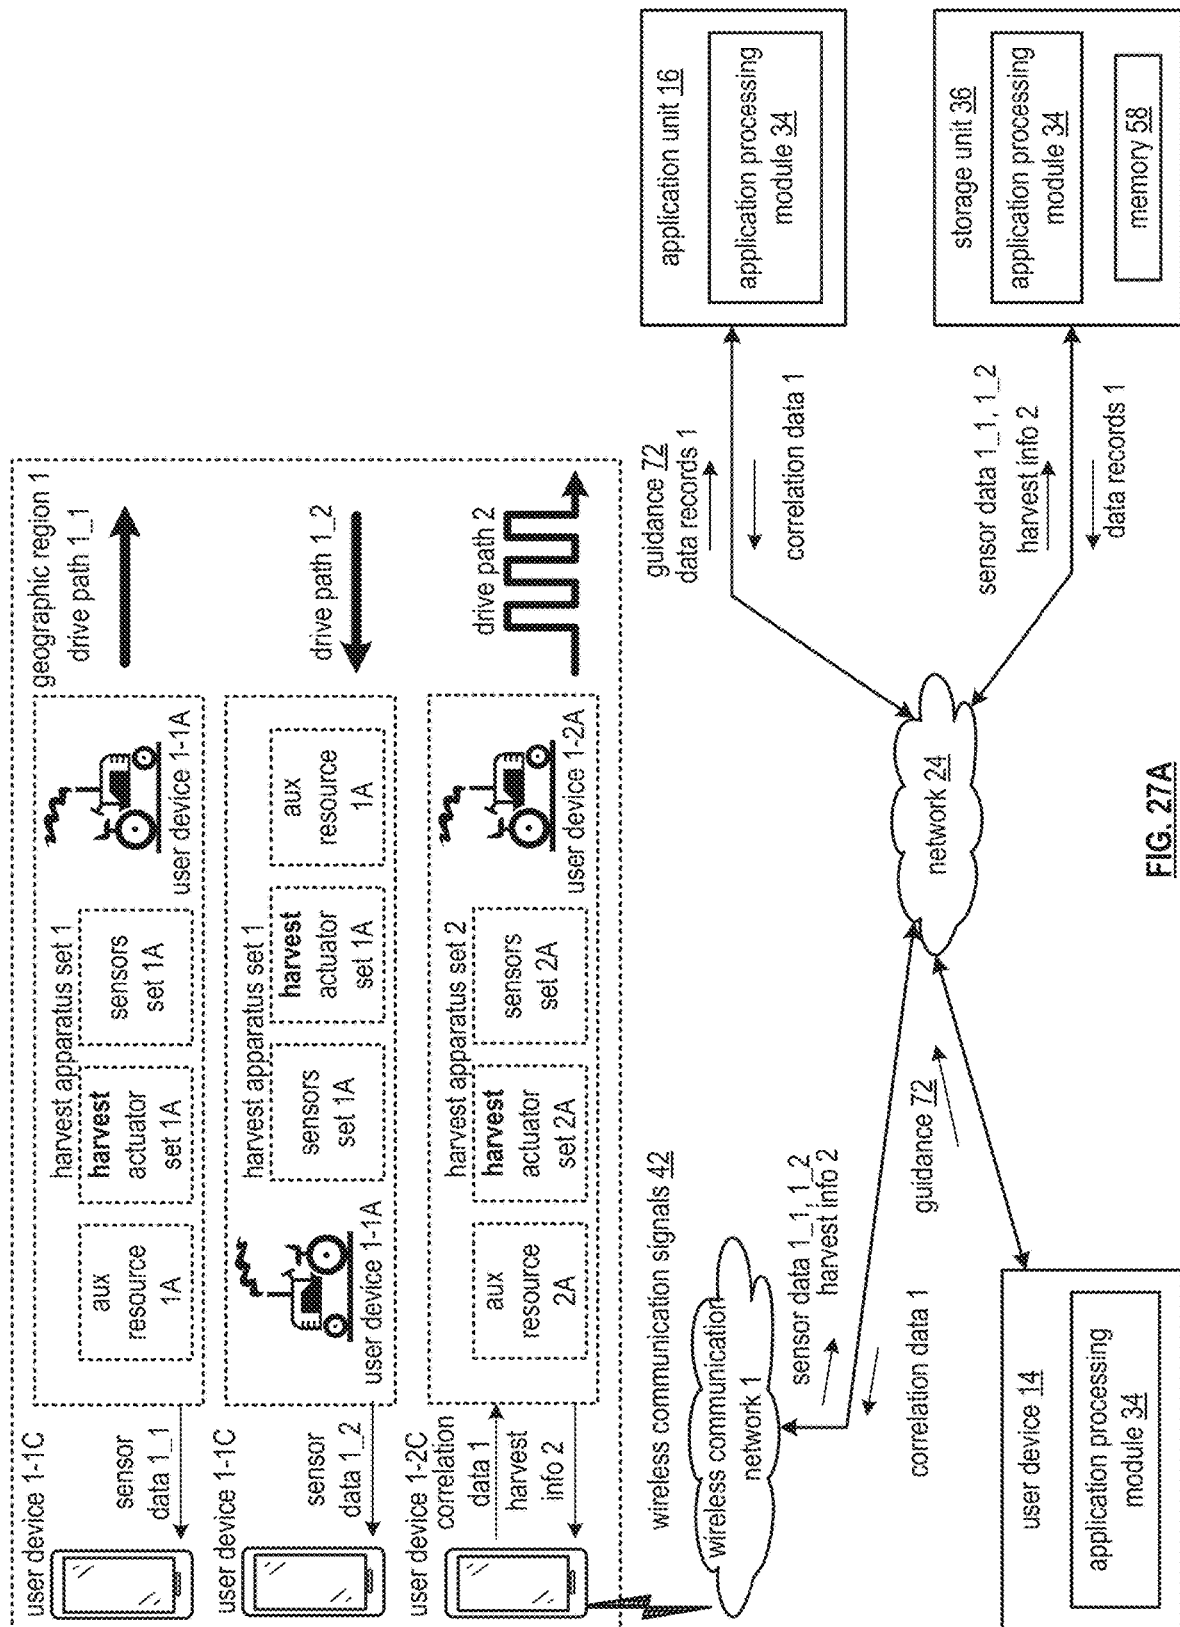 geographic region 1
user device 1-1C
sensor
data 1_1
harvest apparatus set 1
aux
resource
1A
harvest
actuator
set 1A
sensors
set 1A
user device 1-1A
drive path 1_1
user device 1-1C
sensor
data 1_2
user device 1-1A
harvest apparatus set 1
sensors
set 1A
harvest
actuator
set 1A
aux
resource
1A
drive path 1_2
user device 1-2C
correlation
data 1
harvest
info 2
harvest apparatus set 2
aux
resource
2A
harvest
actuator
set 2A
sensors
set 2A
user device 1-2A
drive path 2
wireless communication signals 42
wireless communication
network 1
sensor data 1_1, 1_2
harvest info 2
correlation data 1
guidance 72
data records 1
correlation data 1
application unit 16
application processing
module 34
network 24
user device 14
application processing
module 34
guidance 72
sensor data 1_1, 1_2
harvest info 2
data records 1
storage unit 36
application processing
module 34
memory 58
FIG. 27A